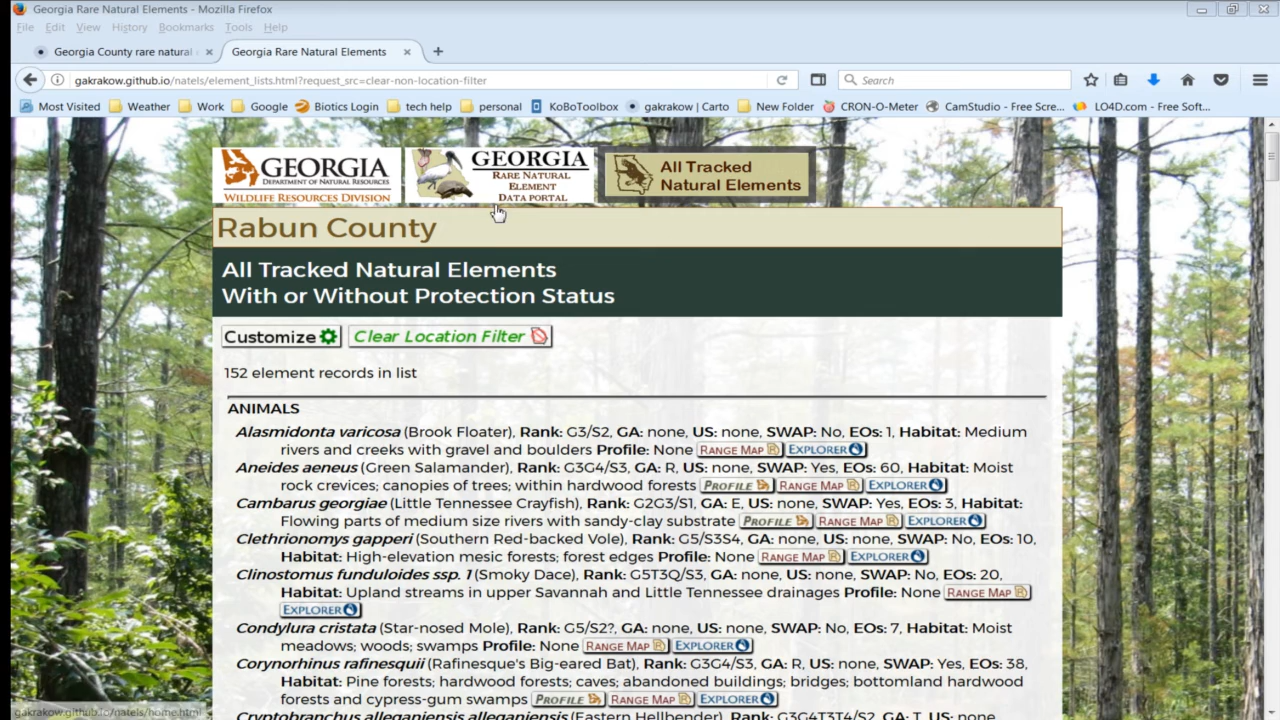 Georgia Rare Natural Elements - Mozilla Firefox
File Edit View History Bookmarks Tools Help
Georgia County rare natural
Georgia Rare Natural Elements
gakrakow.github.io/natels/element_lists.html?request_src=clear-non-location-filter
Search
Most Visited Weather Work Google Biotics Login tech help personal KoBoToolbox gakrakow | Carto New Folder CRON-O-Meter CamStudio - Free Scre... LO4D.com - Free Soft...
GEORGIA
DEPARTMENT OF NATURAL RESOURCES
WILDLIFE RESOURCES DIVISION
GEORGIA
RARE NATURAL
ELEMENT
DATA PORTAL
All Tracked
Natural Elements
Rabun County
All Tracked Natural Elements
With or Without Protection Status
Customize Clear Location Filter
152 element records in list
ANIMALS
Alasmidonta varicosa (Brook Floater), Rank: G3/S2, GA: none, US: none, SWAP: No, EOs: 1, Habitat: Medium
rivers and creeks with gravel and boulders Profile: None RANGE MAP EXPLORER
Aneides aeneus (Green Salamander), Rank: G3G4/S3, GA: R, US: none, SWAP: Yes, EOs: 60, Habitat: Moist
rock crevices; canopies of trees; within hardwood forests PROFILE RANGE MAP EXPLORER
Cambarus georgiae (Little Tennessee Crayfish), Rank: G2G3/S1, GA: E, US: none, SWAP: Yes, EOs: 3, Habitat:
Flowing parts of medium size rivers with sandy-clay substrate PROFILE RANGE MAP EXPLORER
Clethrionomys gapperi (Southern Red-backed Vole), Rank: G5/S3S4, GA: none, US: none, SWAP: No, EOs: 10,
Habitat: High-elevation mesic forests; forest edges Profile: None RANGE MAP EXPLORER
Clinostomus funduloides ssp. 1 (Smoky Dace), Rank: G5T3Q/S3, GA: none, US: none, SWAP: No, EOs: 20,
Habitat: Upland streams in upper Savannah and Little Tennessee drainages Profile: None RANGE MAP
EXPLORER
Condylura cristata (Star-nosed Mole), Rank: G5/S2?, GA: none, US: none, SWAP: No, EOs: 7, Habitat: Moist
meadows; woods; swamps Profile: None RANGE MAP EXPLORER
Corynorhinus rafinesquii (Rafinesque's Big-eared Bat), Rank: G3G4/S3, GA: R, US: none, SWAP: Yes, EOs: 38,
Habitat: Pine forests; hardwood forests; caves; abandoned buildings; bridges; bottomland hardwood
forests and cypress-gum swamps PROFILE RANGE MAP EXPLORER
Cryptobranchus alleganiensis alleganiensis (Eastern Hellbender), Rank: G3G4T3T4/S2, GA: T, US: none
gakrakow.github.io/natels/home.html